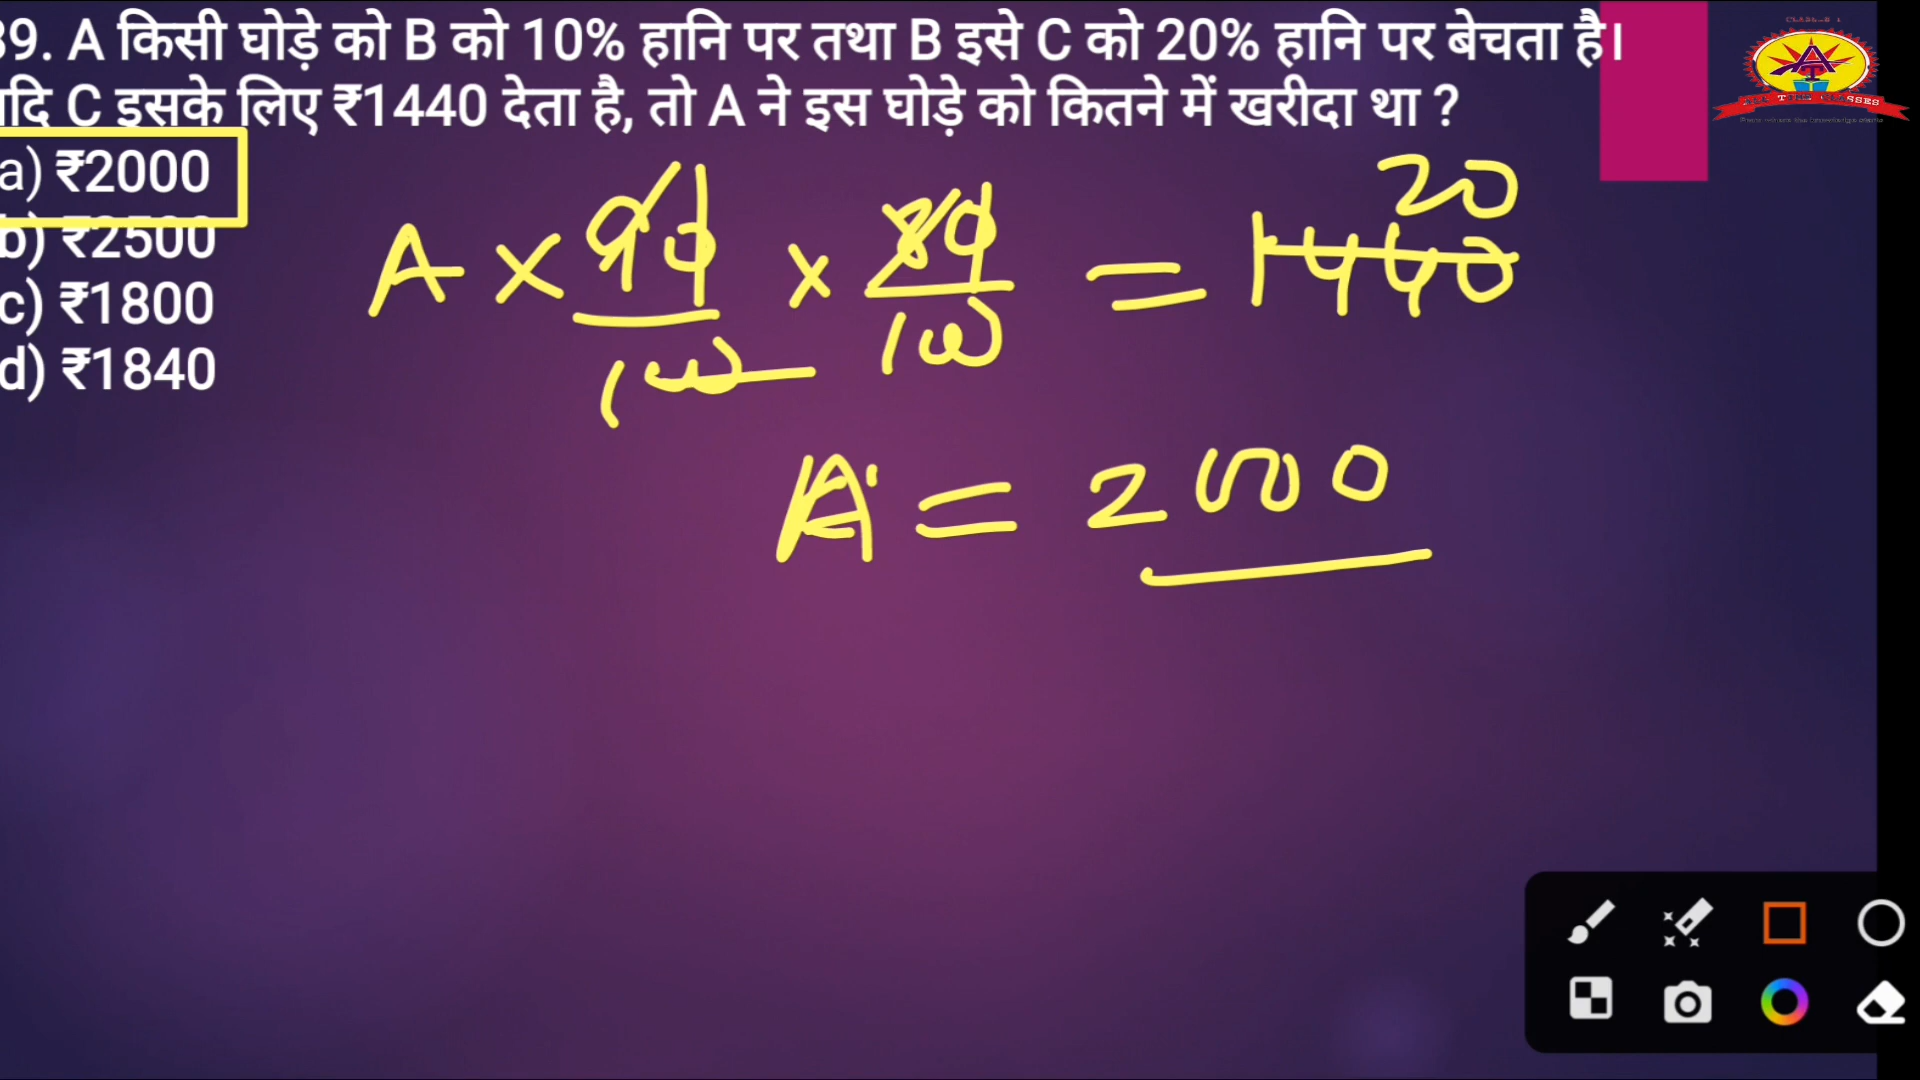 39. A किसी घोड़े को B को 10% हानि पर तथा B इसे C को 20% हानि पर बेचता है।
यदि C इसके लिए ₹1440 देता है, तो A ने इस घोड़े को कितने में खरीदा था ?
a) ₹2000
b) ₹2500
c) ₹1800
d) ₹1840
20
A × 90/100 × 80/100 = 1440
A = 2000